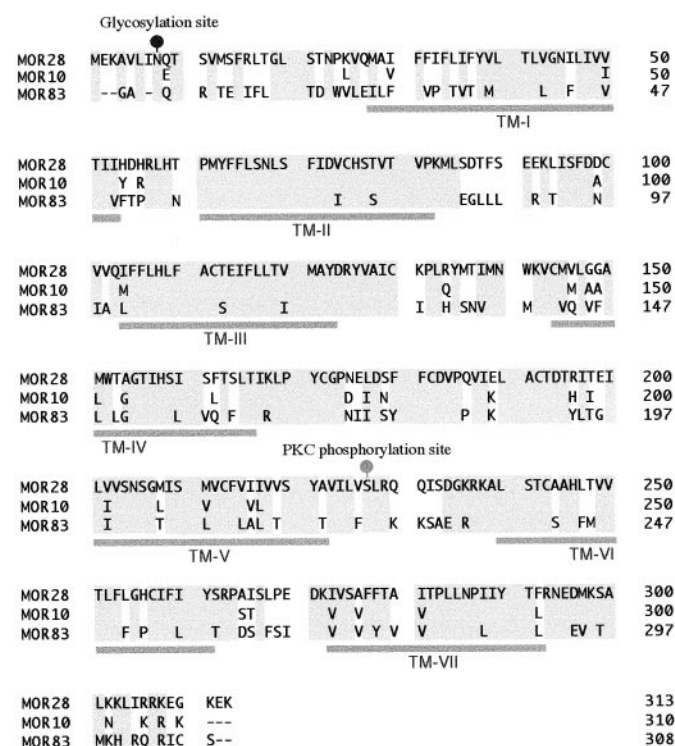 Glycosylation site
MOR28 MEKAVLINQT SVMSFRLTGL STNPKVQMAI FFIFLIFYVL TLVGNILIVV 50
MOR10 E L V I 50
MOR83 --GA - Q R TE IFL TD WVLEILF VP TVT M L F V 47
TM-I
MOR28 TIIHDHRLHT PMYFFLSNLS FIDVCHSTVT VPKMLSDTFS EEKLISFDDC 100
MOR10 Y R A 100
MOR83 VFTP N I S EGLLL R T N 97
TM-II
MOR28 VVQIFFLHLF ACTEIFLLTV MAYDRYVAIC KPLRYMTIMN WKVCMVLGGA 150
MOR10 M Q M AA 150
MOR83 IA L S I I H SNV M VQ VF 147
TM-III
MOR28 MWTAGTIHSI SFTSLTIKLP YCGPNELDSF FCDVPQVIEL ACTDTRITEI 200
MOR10 L G L D I N K H I 200
MOR83 L LG L VQ F R NII SY P K YLTG 197
TM-IV
PKC phosphorylation site
MOR28 LVVSNSGMIS MVCFVIIVVS YAVILVSLRQ QISDGKRKAL STCAAHLTVV 250
MOR10 I L V VL 250
MOR83 I T L LAL T T F K KSAE R S FM 247
TM-V TM-VI
MOR28 TLFLGHCIFI YSRPAISLPE DKIVSAFFTA ITPLLNPIIY TFRNEDMKSA 300
MOR10 ST V V V L 300
MOR83 F P L T DS FSI V V Y V V L L EV T 297
TM-VII
MOR28 LKKLIRRKEG KEK 313
MOR10 N K R K --- 310
MOR83 MKH RQ RIC S-- 308